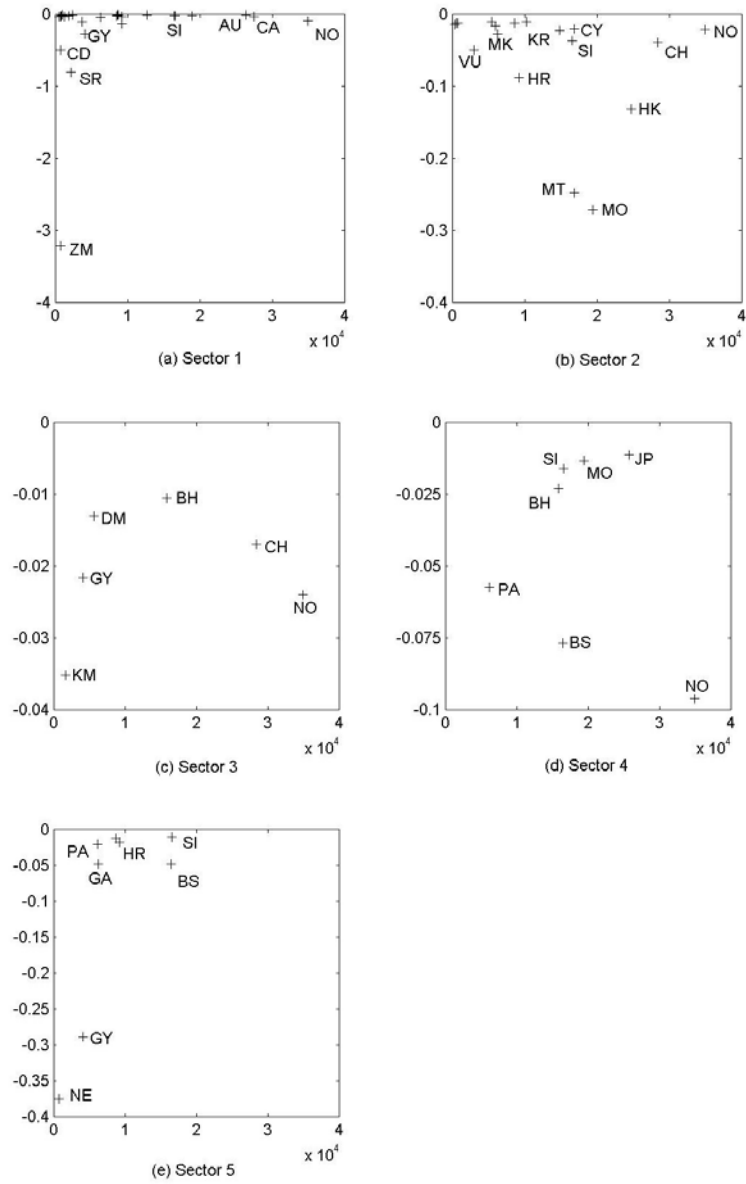 0
SI AU CA
GY NO
CD
SR
-1
-2
-3
ZM
-4
0 1 2 3 4
x 10^4
(a) Sector 1
0
KR CY NO
MK SI CH
VU
HR
-0.1
HK
-0.2
MT
MO
-0.3
-0.4
0 1 2 3 4
x 10^4
(b) Sector 2
0
-0.01
BH
DM
CH
-0.02
GY
NO
-0.03
KM
-0.04
0 1 2 3 4
x 10^4
(c) Sector 3
0
SI JP
MO
-0.025
BH
-0.05
PA
BS
-0.075
NO
-0.1
0 1 2 3 4
x 10^4
(d) Sector 4
0
PA HR SI
-0.05
GA BS
-0.1
-0.15
-0.2
-0.25
-0.3
GY
-0.35
NE
-0.4
0 1 2 3 4
x 10^4
(e) Sector 5